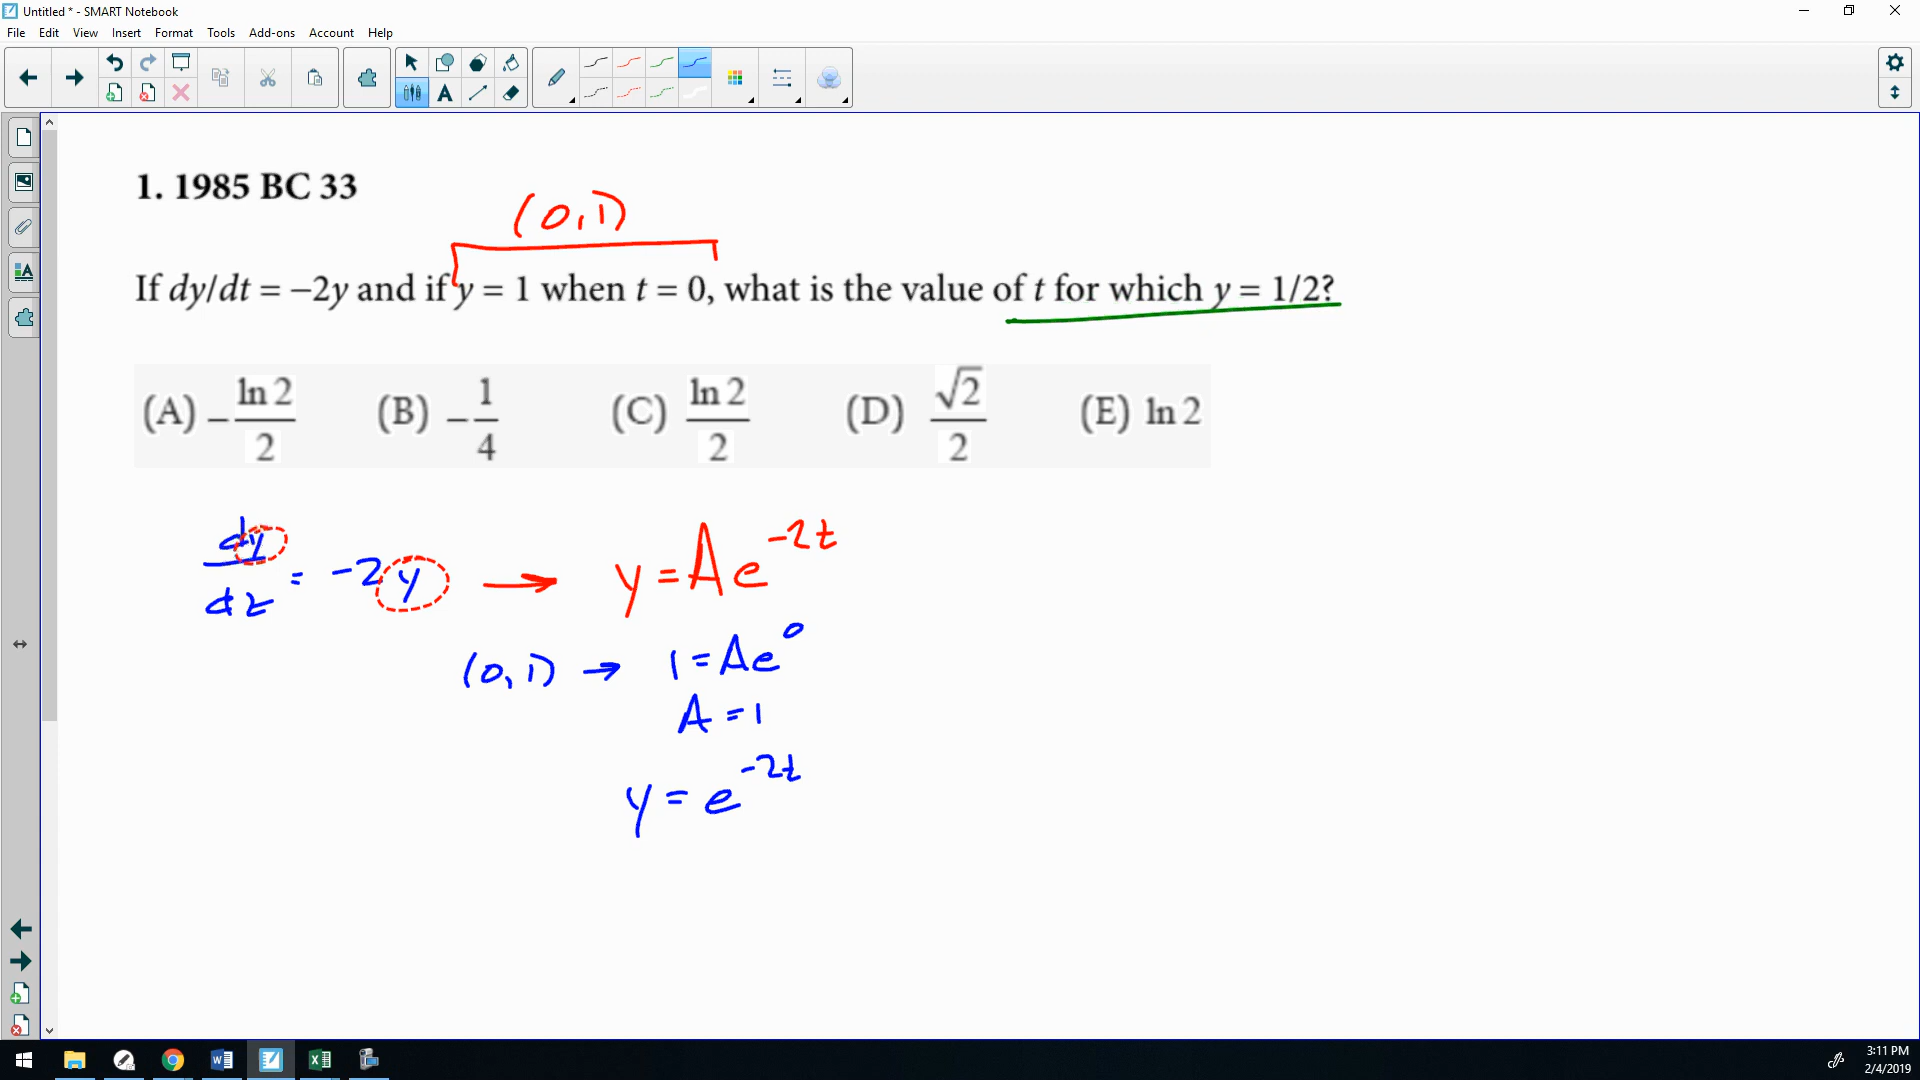 Untitled * - SMART Notebook
File Edit View Insert Format Tools Add-ons Account Help
1. 1985 BC 33
(0,1)
If dy/dt = −2y and if y = 1 when t = 0, what is the value of t for which y = 1/2?
(A) −ln 2/2 (B) −1/4 (C) ln 2/2 (D) √2/2 (E) ln 2
dy/dt = -2y → y = Ae^-2t
(0,1) → 1 = Ae^0
A = 1
y = e^-2t
3:11 PM
2/4/2019